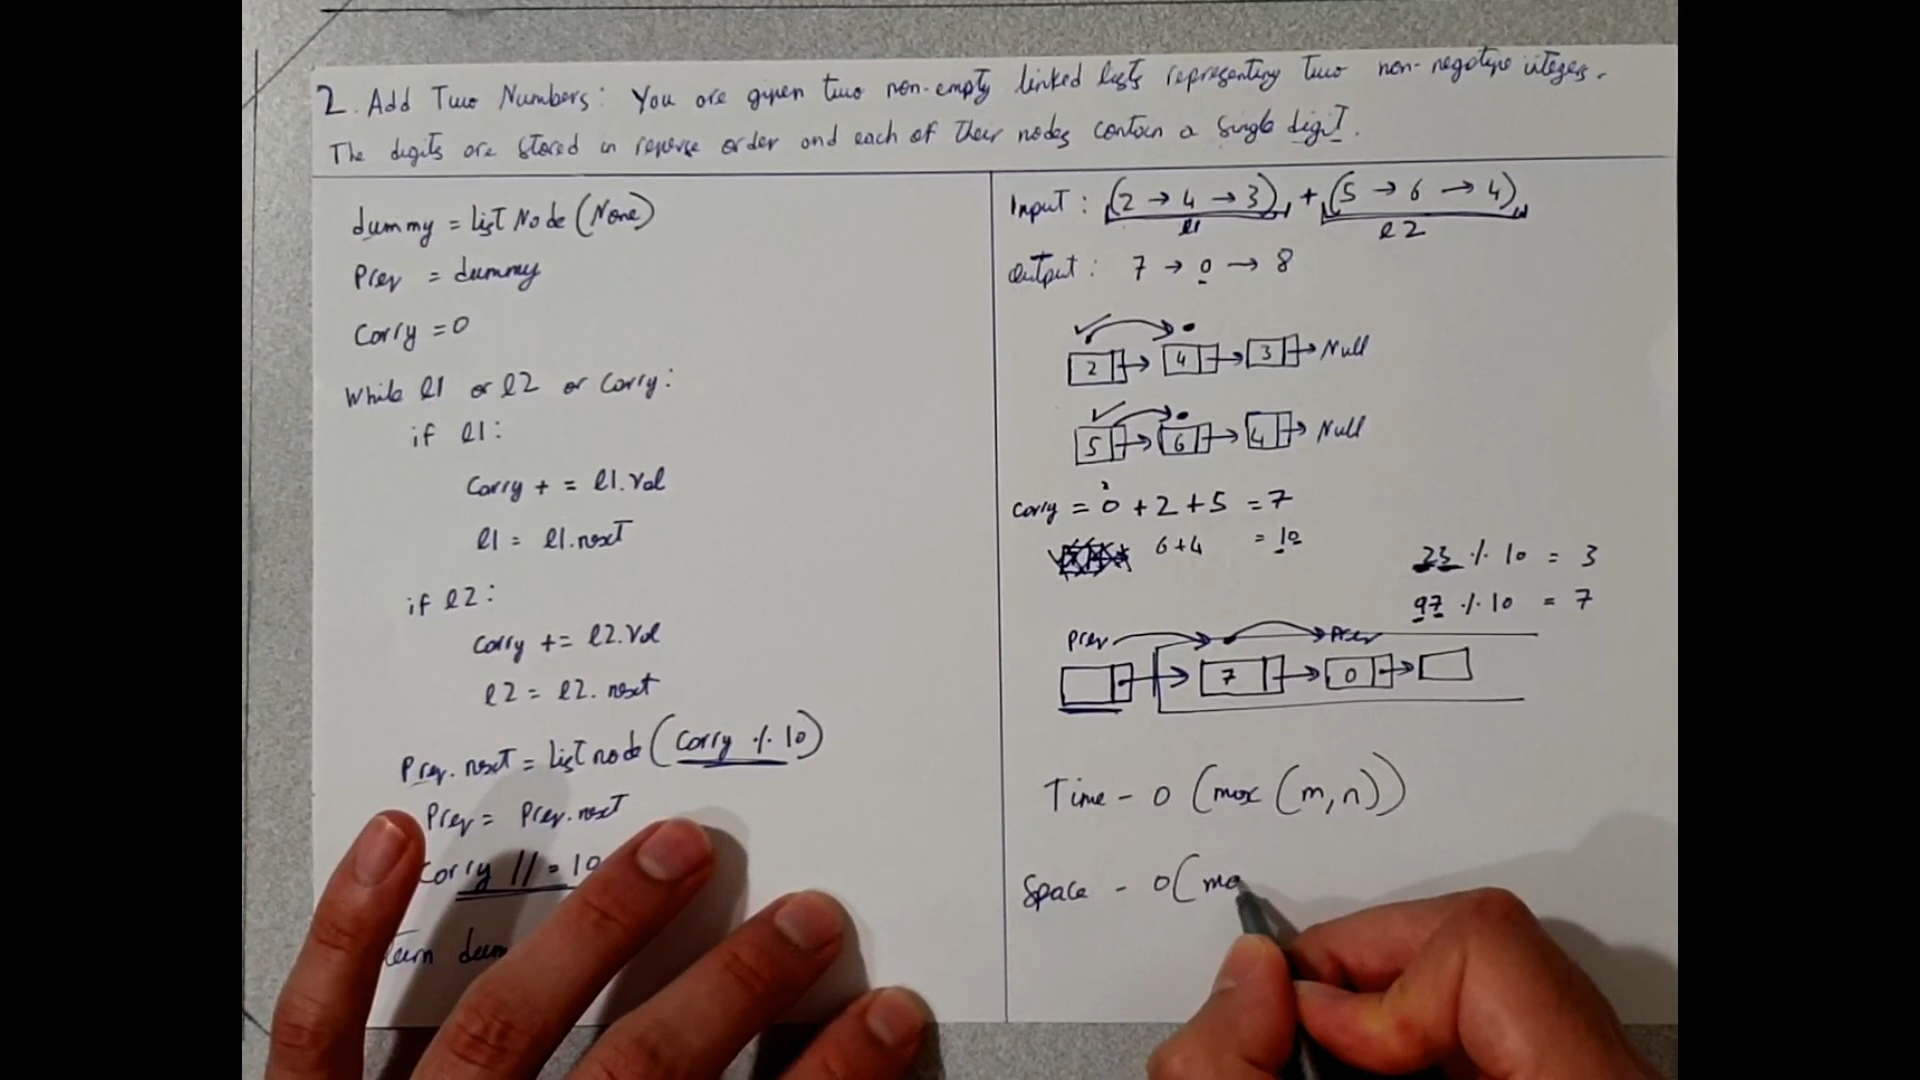 2. Add Two Numbers: You are given two non-empty linked lists representing two non-negative integers.
The digits are stored in reverse order and each of their nodes contain a single digit.
dummy = List Node (None)
Prev = dummy
Carry = 0
While l1 or l2 or Carry:
if l1:
Carry += l1.val
l1 = l1.next
if l2:
Carry += l2.val
l2 = l2.next
Prev.next = List node (Carry % 10)
Prev = Prev.next
Carry //= 10
Input: (2 → 4 → 3) + (5 → 6 → 4)
l1 l2
Output: 7 → 0 → 8
2 → 4 → 3 → Null
5 → 6 → 4 → Null
Carry = 0 + 2 + 5 = 7
6 + 4 = 10
23 % 10 = 3
97 % 10 = 7
Prev Prev
7 → 0 →
Time - O (max (m, n))
Space - O( ma